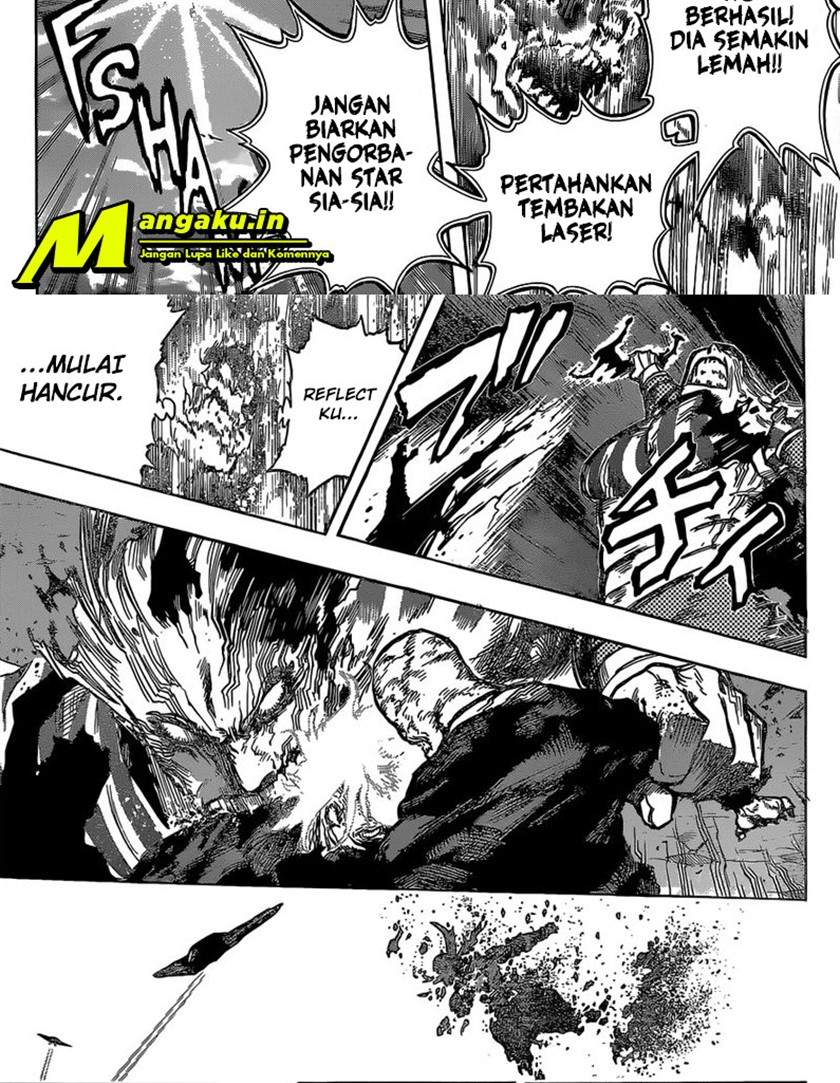 BERHASIL!
DIA SEMAKIN
LEMAH!!
PERTAHANKAN
TEMBAKAN
LASER!
JANGAN
BIARKAN
PENGORBA-
NAN STAR
SIA-SIA!!
FSHA
Mangaku.in
Jangan Lupa Like dan Komennya
REFLECT
KU...
...MULAI
HANCUR.